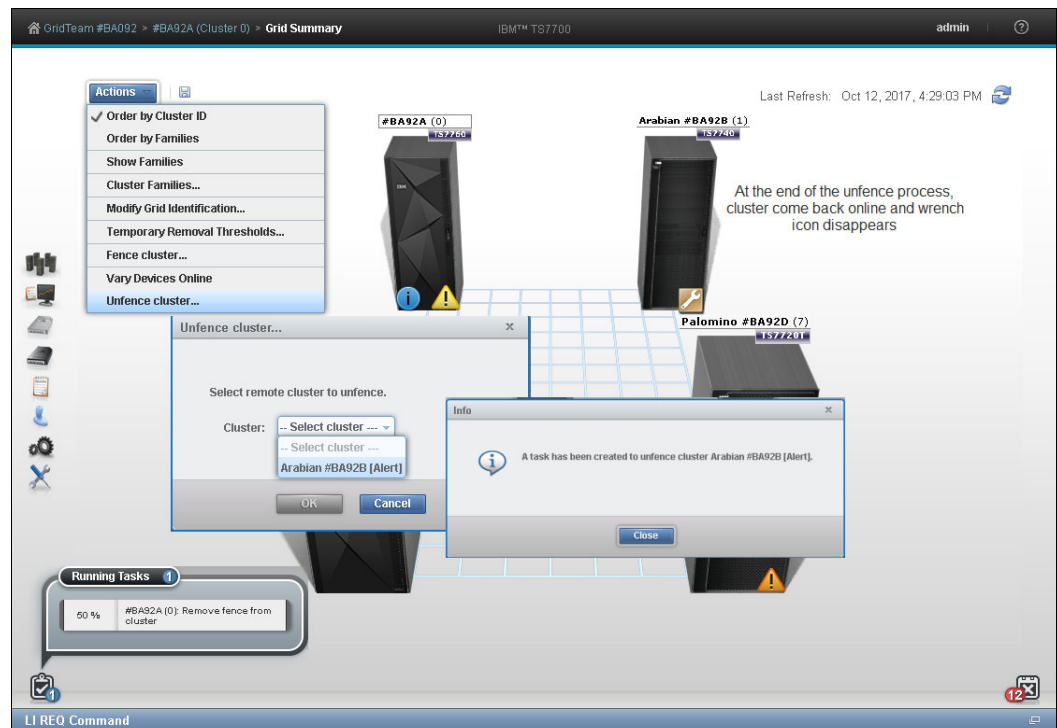 GridTeam #BA092 > #BA92A (Cluster 0) > Grid Summary
IBM™ TS7700
admin
?
Actions
Last Refresh: Oct 12, 2017, 4:29:03 PM
Order by Cluster ID
Order by Families
Show Families
Cluster Families...
Modify Grid Identification...
Temporary Removal Thresholds...
Fence cluster...
Vary Devices Online
Unfence cluster...
#BA92A (0)
TS7760
Arabian #BA92B (1)
TS7740
At the end of the unfence process,
cluster come back online and wrench
icon disappears
Palomino #BA92D (7)
TS7720T
Unfence cluster...
x
Select remote cluster to unfence.
Cluster:
-- Select cluster ---
-- Select cluster ---
Arabian #BA92B [Alert]
OK
Cancel
Info
x
A task has been created to unfence cluster Arabian #BA92B [Alert].
Close
Running Tasks 1
50 %
#BA92A (0): Remove fence from
cluster
1
12
LI REQ Command